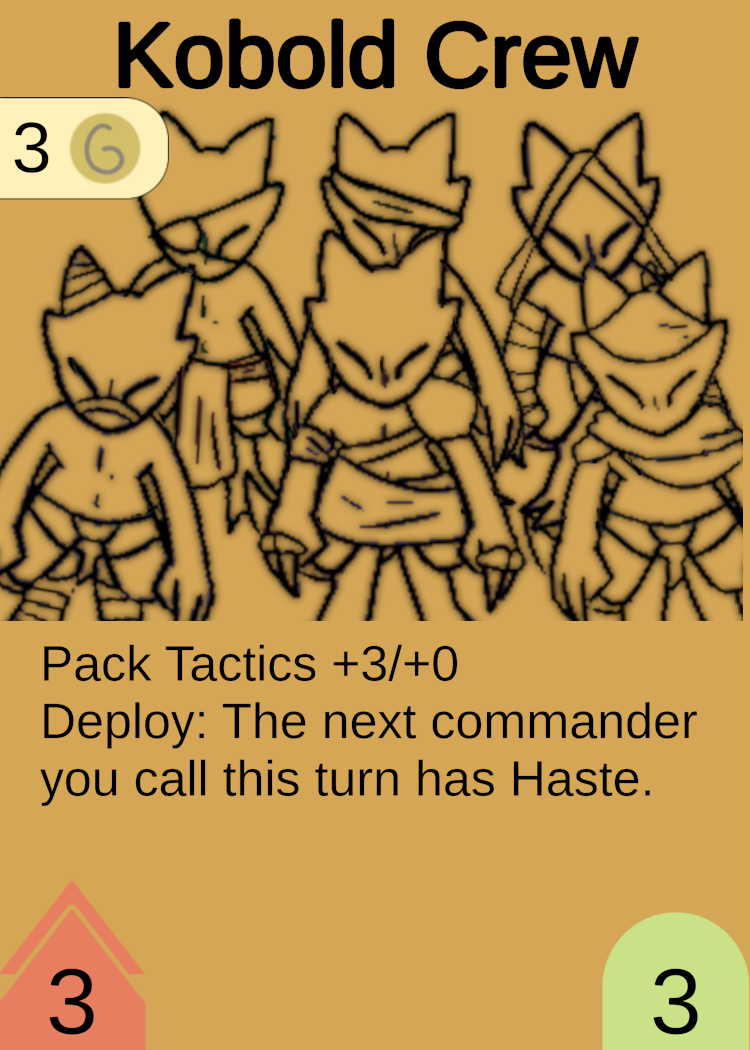 Kobold Crew
3 G
Pack Tactics +3/+0
Deploy: The next commander
you call this turn has Haste.
3
3